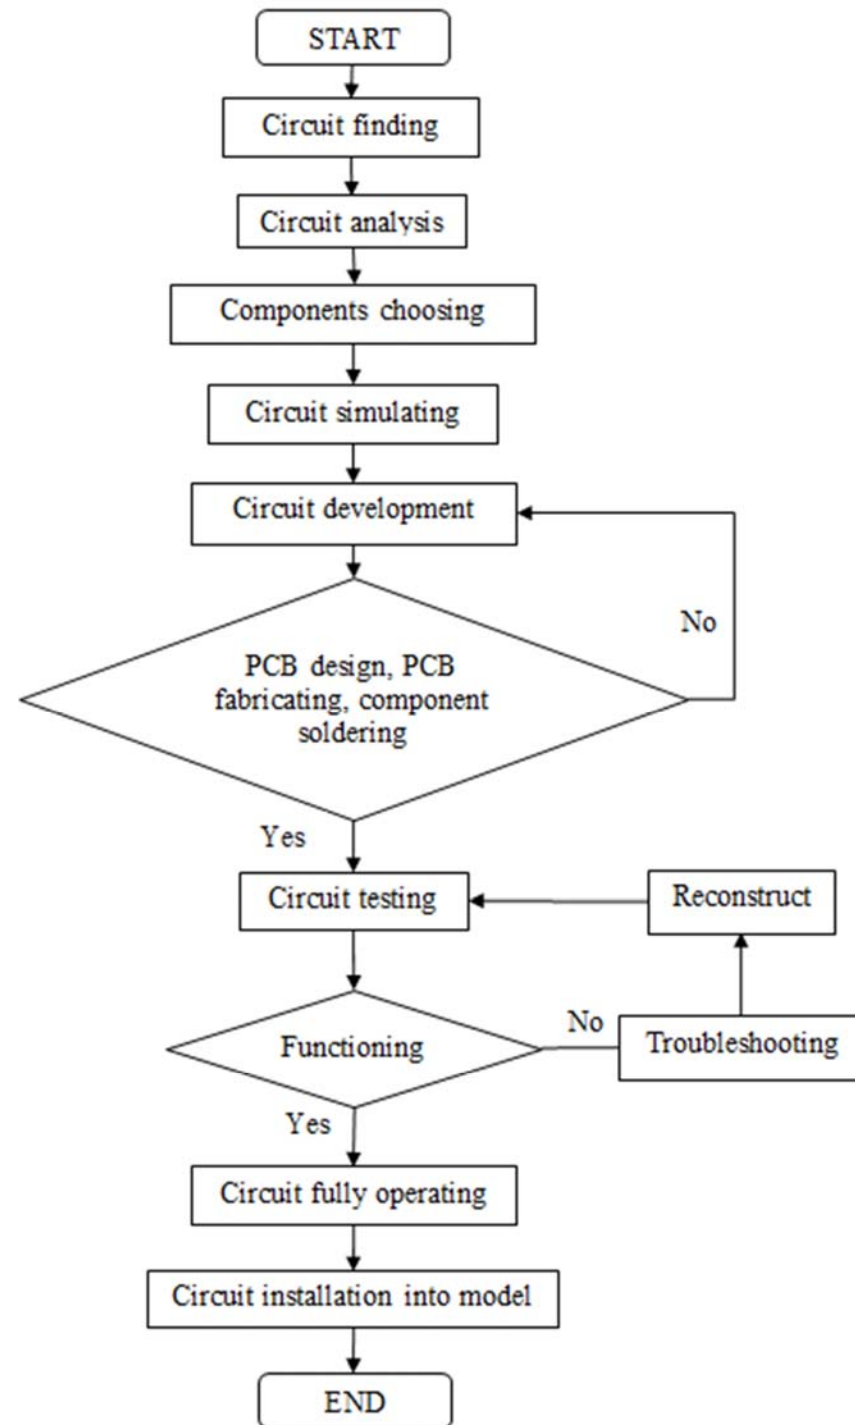 START
Circuit finding
Circuit analysis
Components choosing
Circuit simulating
Circuit development
No
PCB design, PCB
fabricating, component
soldering
Yes
Circuit testing
Reconstruct
Functioning
No
Troubleshooting
Yes
Circuit fully operating
Circuit installation into model
END